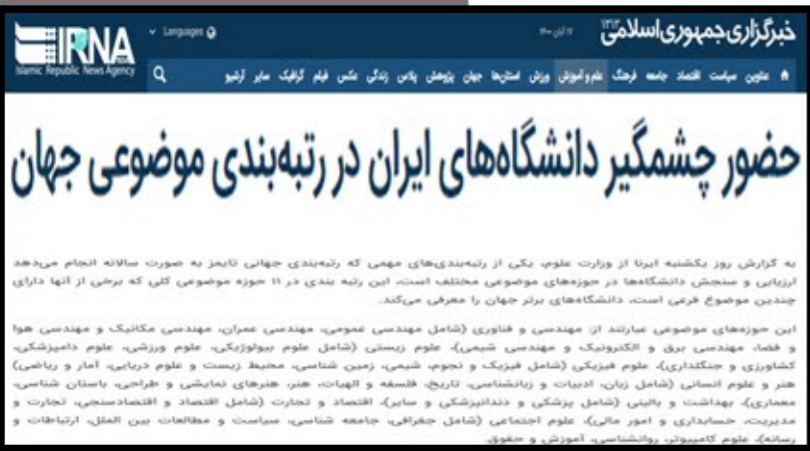 خبرگزاری جمهوری اسلامی ۱۳۱۳
۱۷ آبان ۱۴۰۰
Languages
IRNA
Islamic Republic News Agency
عناوین سیاست اقتصاد جامعه فرهنگ علم‌وآموزش ورزش استان‌ها جهان پژوهش پلاس زندگی عکس فیلم گرافیک سایر آرشیو
حضور چشمگیر دانشگاه‌های ایران در رتبه‌بندی موضوعی جهان
به گزارش روز یکشنبه ایرنا از وزارت علوم، یکی از رتبه‌بندی‌های مهمی که رتبه‌بندی جهانی تایمز به صورت سالانه انجام می‌دهد
ارزیابی و سنجش دانشگاه‌ها در حوزه‌های موضوعی مختلف است، این رتبه بندی در ۱۱ حوزه موضوعی کلی که برخی از آنها دارای
چندین موضوع فرعی است، دانشگاه‌های برتر جهان را معرفی می‌کند.
این حوزه‌های موضوعی عبارتند از: مهندسی و فناوری (شامل مهندسی عمومی، مهندسی عمران، مهندسی مکانیک و مهندسی هوا
و فضا، مهندسی برق و الکترونیک و مهندسی شیمی)، علوم زیستی (شامل علوم بیولوژیکی، علوم ورزشی، علوم دامپزشکی،
کشاورزی و جنگلداری)، علوم فیزیکی (شامل فیزیک و نجوم، شیمی، زمین شناسی، محیط زیست و علوم دریایی، آمار و ریاضی)
هنر و علوم انسانی (شامل زبان، ادبیات و زبانشناسی، تاریخ، فلسفه و الهیات، هنر، هنرهای نمایشی و طراحی، باستان شناسی،
معماری)، بهداشت و بالینی (شامل پزشکی و دندانپزشکی و سایر)، اقتصاد و تجارت (شامل اقتصاد و اقتصادسنجی، تجارت و
مدیریت، حسابداری و امور مالی)، علوم اجتماعی (شامل جغرافی، جامعه شناسی، سیاست و مطالعات بین الملل، ارتباطات و
رسانه)، علوم کامپیوتر، روانشناسی، آموزش و حقوق.